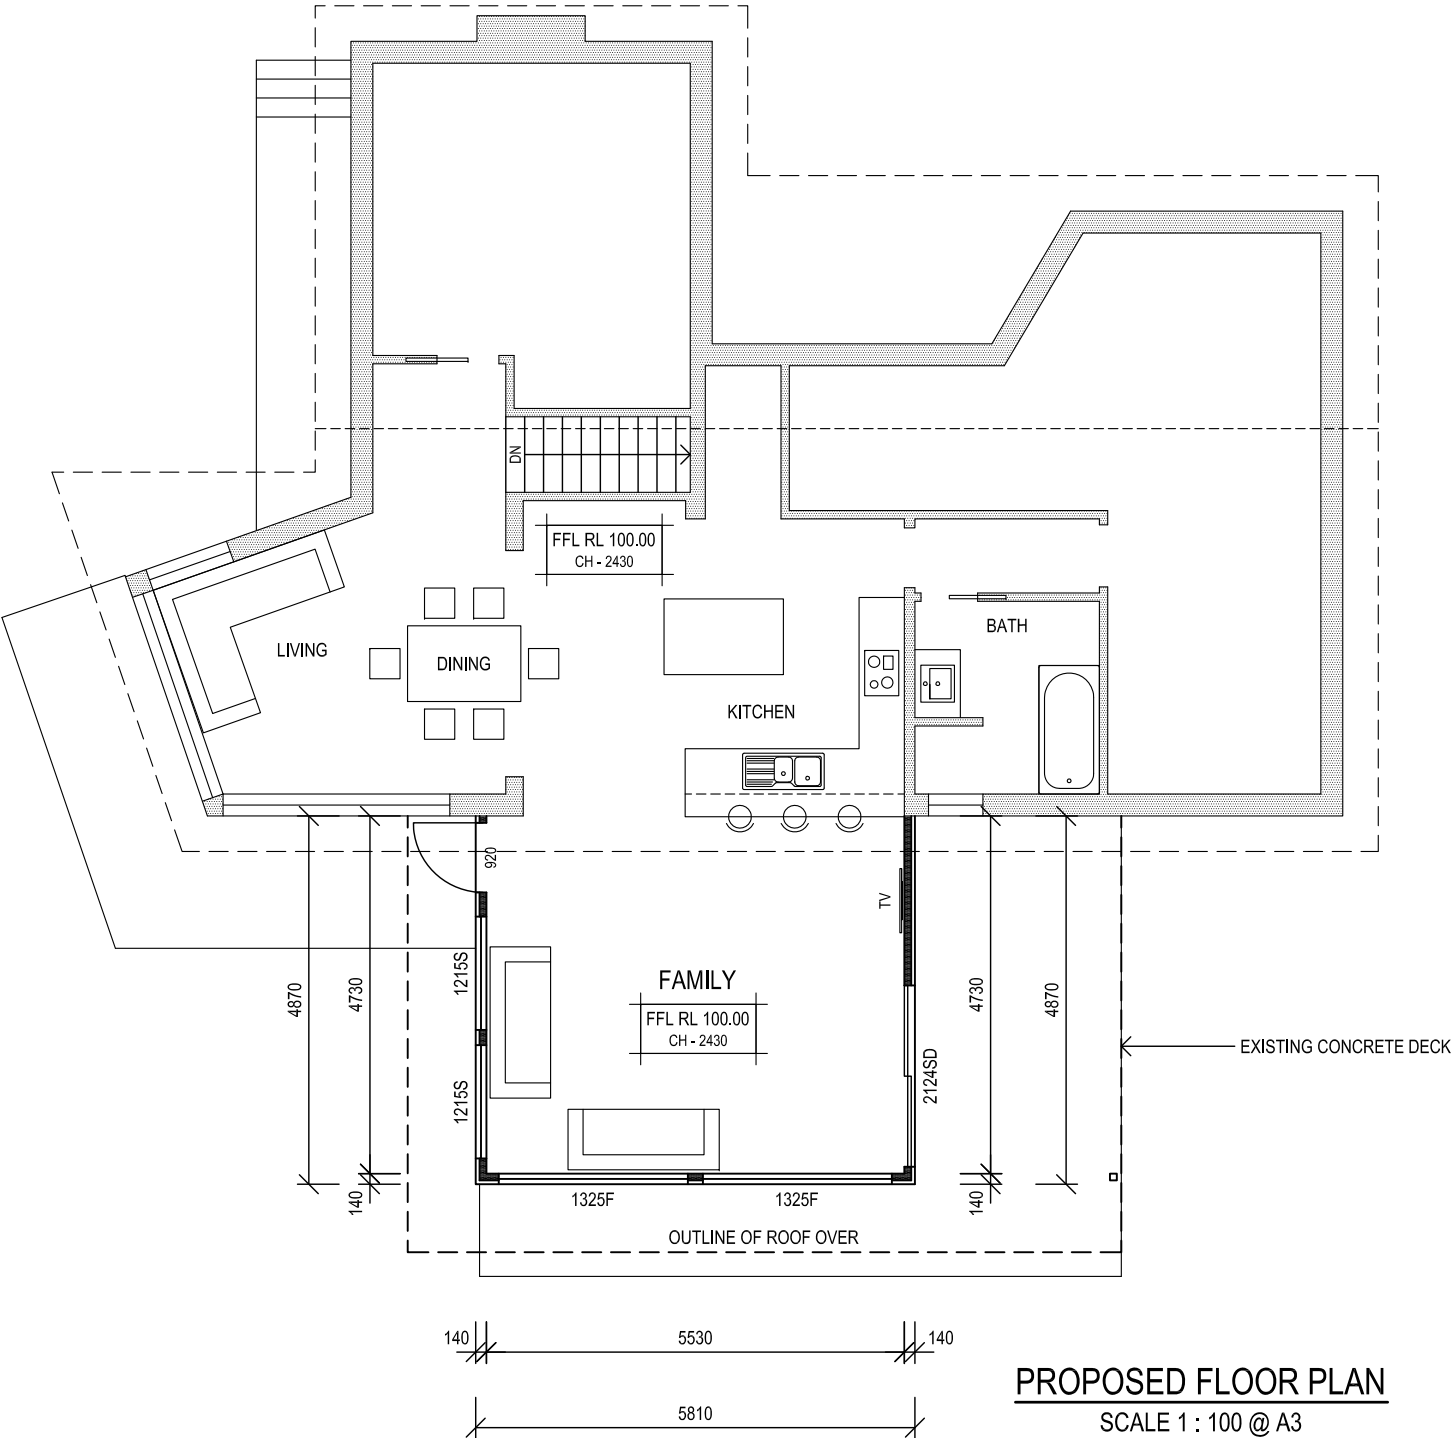 DN
FFL RL 100.00
CH - 2430
BATH
LIVING
DINING
KITCHEN
920
TV
FAMILY
1215S
4870
4730
4730
4870
FFL RL 100.00
CH - 2430
EXISTING CONCRETE DECK
1215S
2124SD
140
1325F
1325F
140
OUTLINE OF ROOF OVER
140
5530
140
5810
PROPOSED FLOOR PLAN
SCALE 1 : 100 @ A3